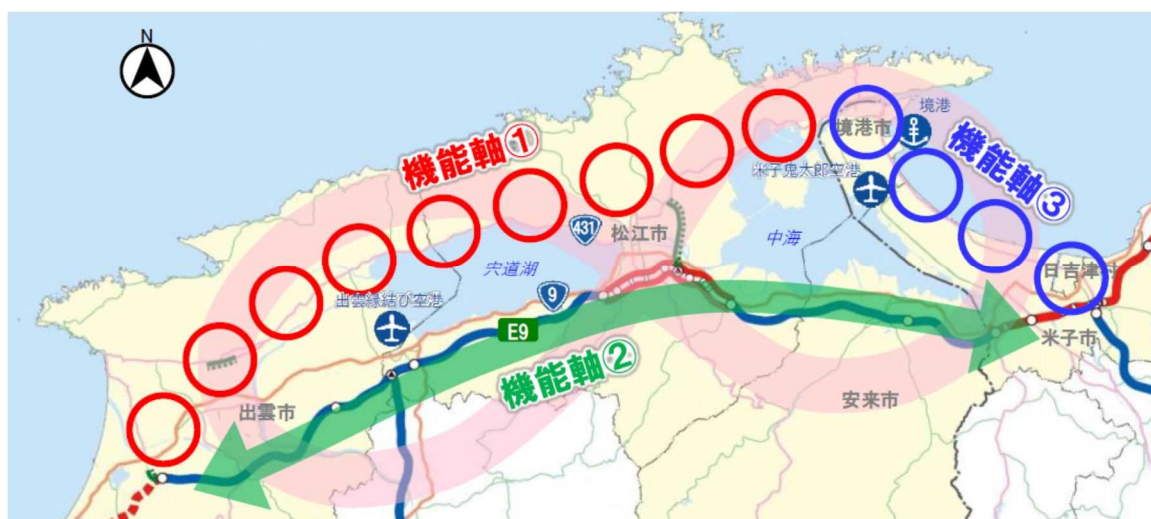 N
境港
境港市
機能軸①
機能軸③
米子鬼太郎空港
431
松江市
中海
宍道湖
日吉津村
出雲縁結び空港
9
E9
米子市
機能軸②
出雲市
安来市